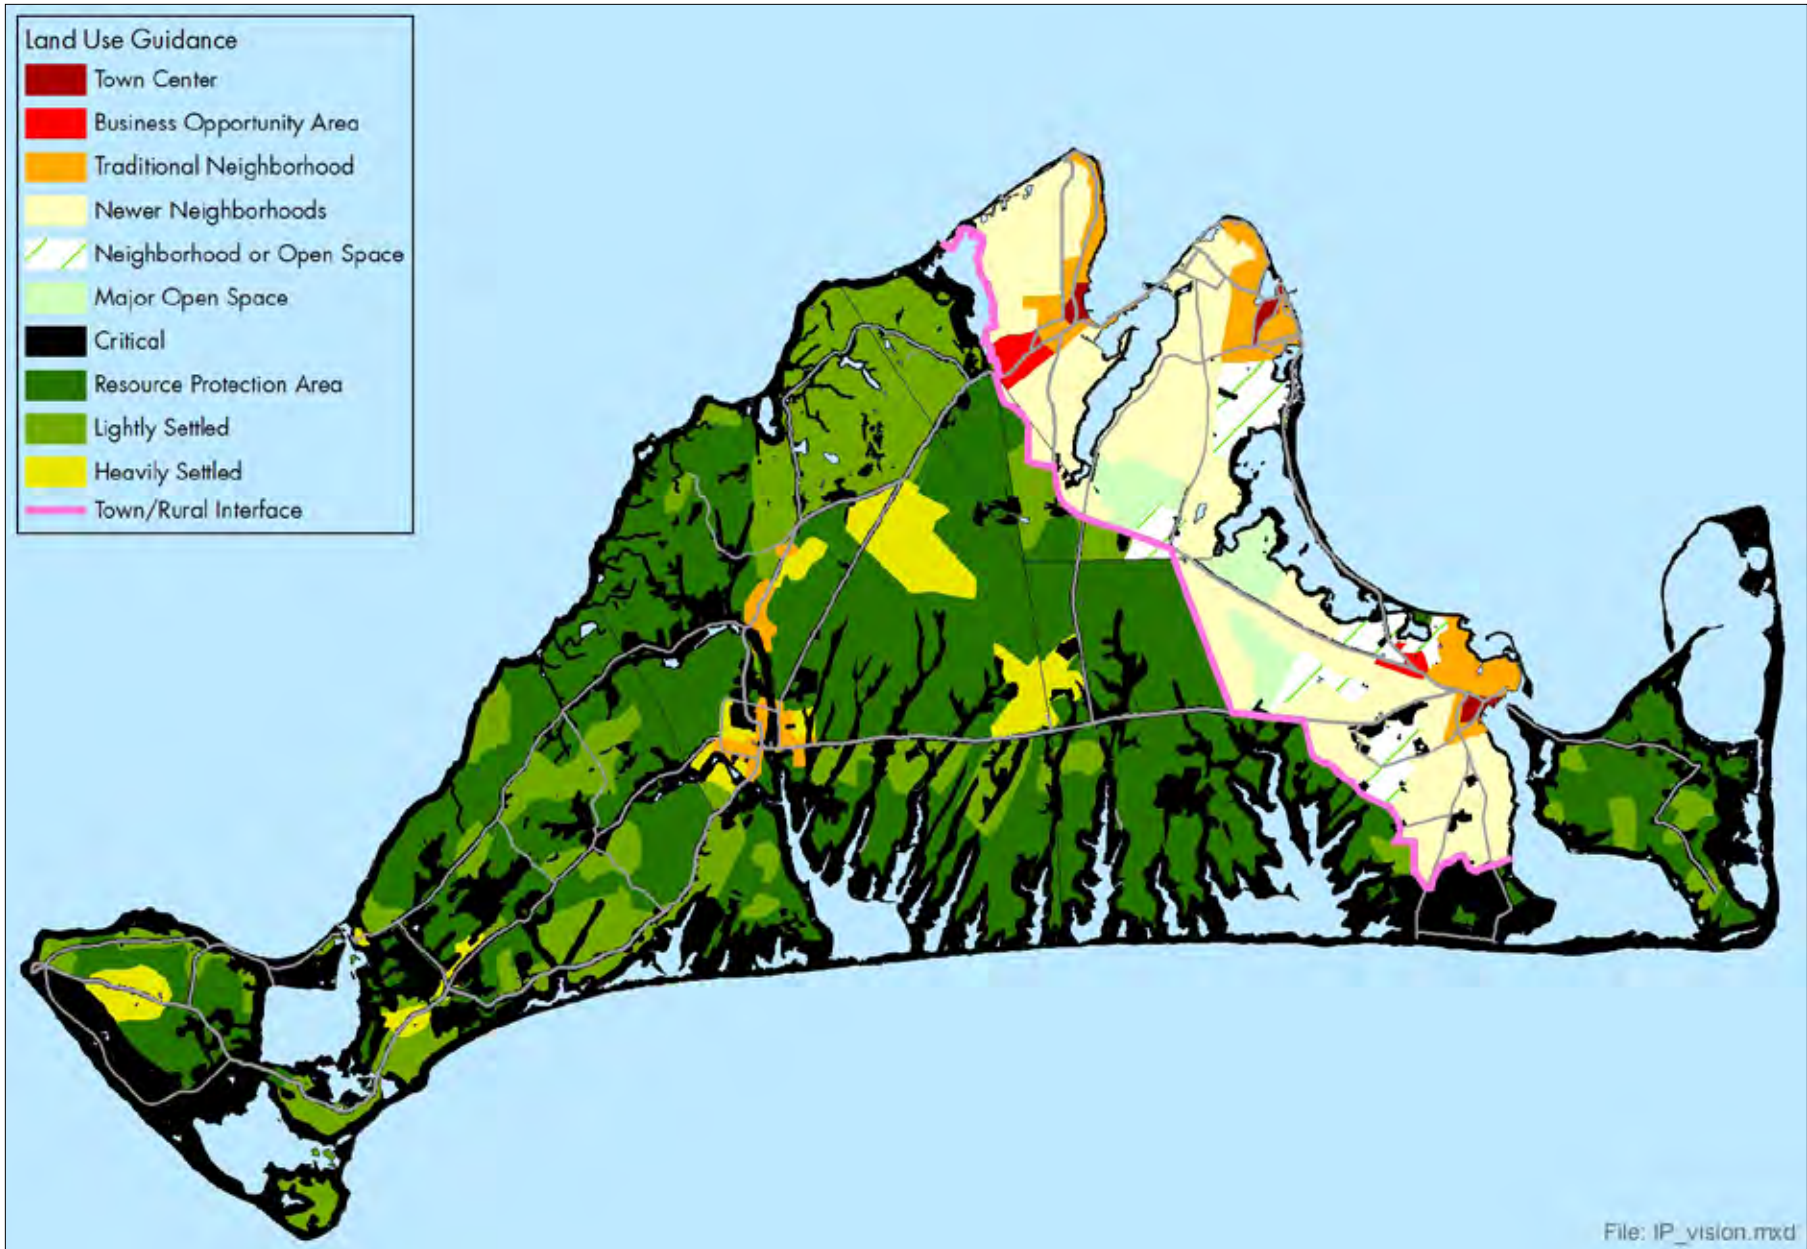 Land Use Guidance
Town Center
Business Opportunity Area
Traditional Neighborhood
Newer Neighborhoods
Neighborhood or Open Space
Major Open Space
Critical
Resource Protection Area
Lightly Settled
Heavily Settled
Town/Rural Interface
File: IP_vision.mxd